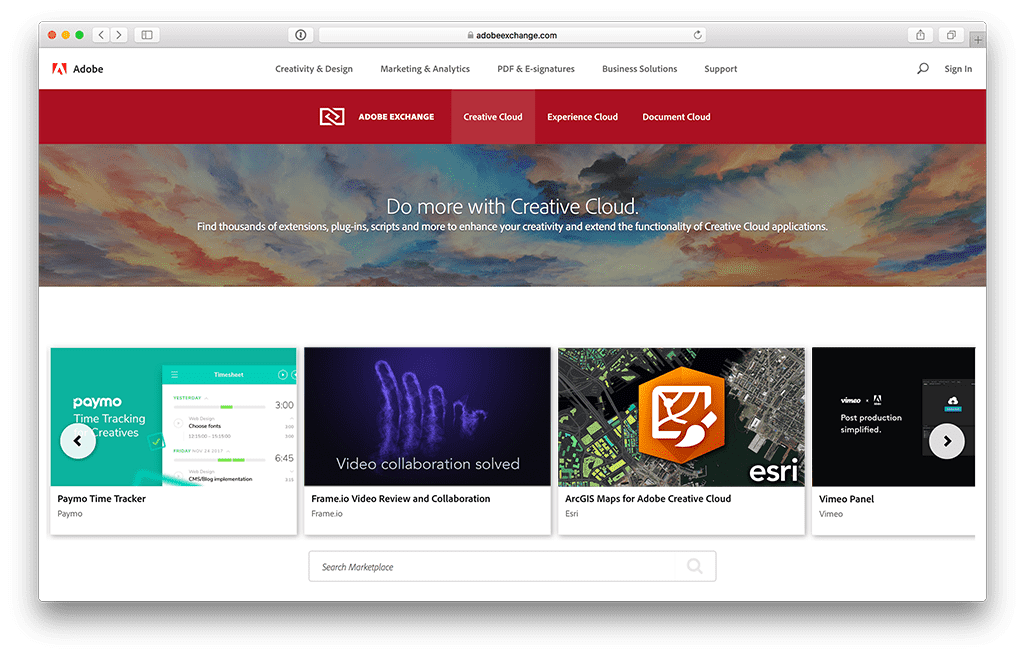 adobeexchange.com
Adobe
Creativity & Design
Marketing & Analytics
PDF & E-signatures
Business Solutions
Support
Sign In
ADOBE EXCHANGE
Creative Cloud
Experience Cloud
Document Cloud
Do more with Creative Cloud.
Find thousands of extensions, plug-ins, scripts and more to enhance your creativity and extend the functionality of Creative Cloud applications.
paymo
Time Tracking
Creatives
Timesheet
YESTERDAY
3:00
Web Design
Choose fonts
12:15:00 - 15:15:00
FRIDAY NOV 24 2017
6:45
Web Design
CMS/Blog implementation
Paymo Time Tracker
Paymo
Video collaboration solved
Frame.io Video Review and Collaboration
Frame.io
esri
ArcGIS Maps for Adobe Creative Cloud
Esri
vimeo
Post production
simplified.
Vimeo Panel
Vimeo
Search Marketplace